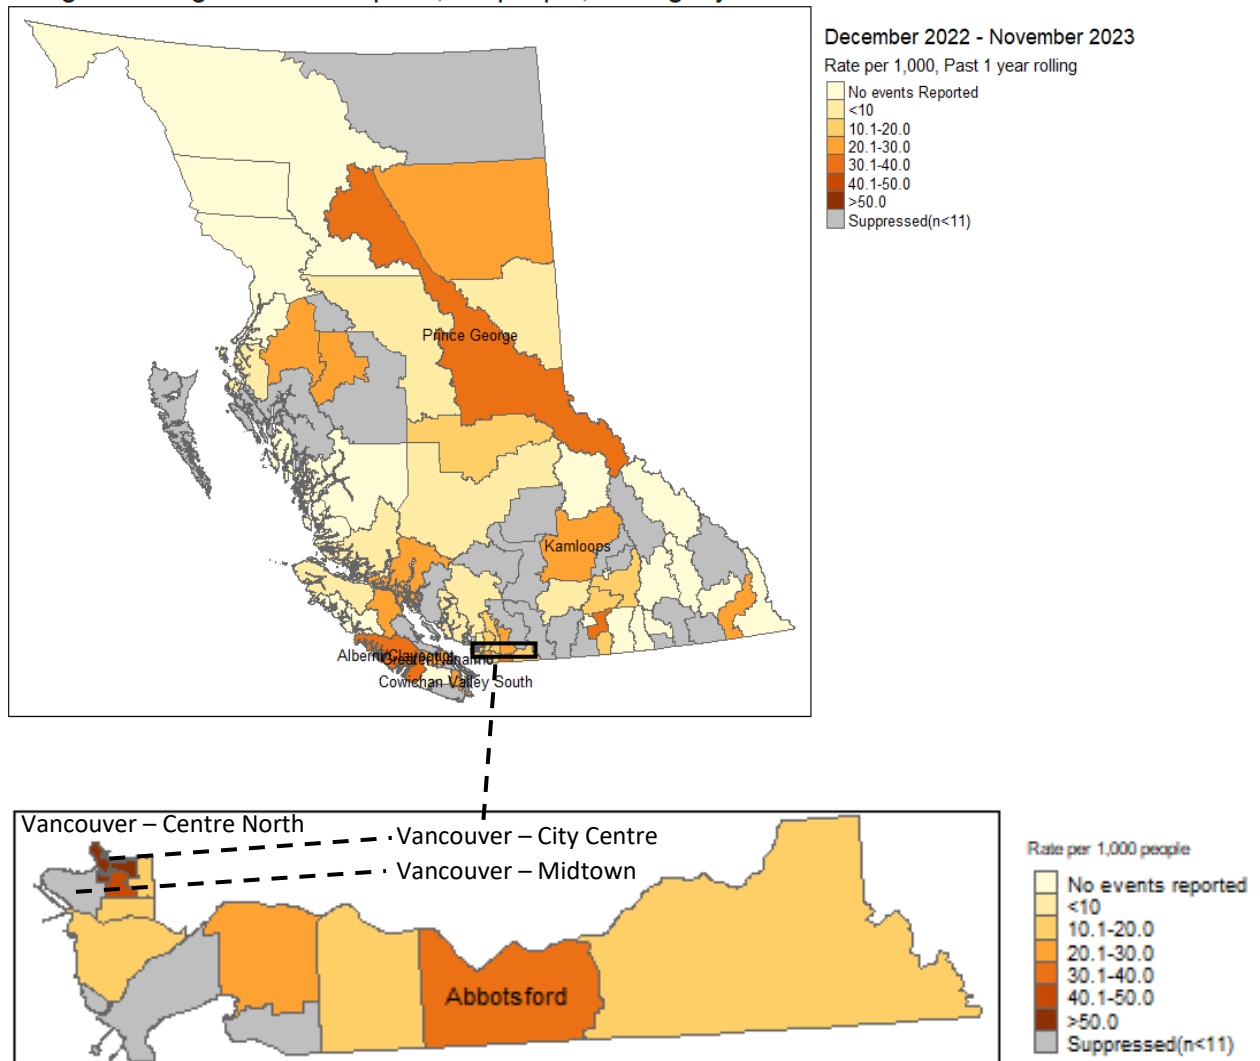 December 2022 - November 2023
Rate per 1,000, Past 1 year rolling
No events Reported
<10
10.1-20.0
20.1-30.0
30.1-40.0
40.1-50.0
>50.0
Suppressed(n<11)
Prince George
Kamloops
Cowichan Valley South
Vancouver – Centre North
Vancouver – City Centre
Vancouver – Midtown
Abbotsford
Rate per 1,000 people
No events reported
<10
10.1-20.0
20.1-30.0
30.1-40.0
40.1-50.0
>50.0
Suppressed(n<11)